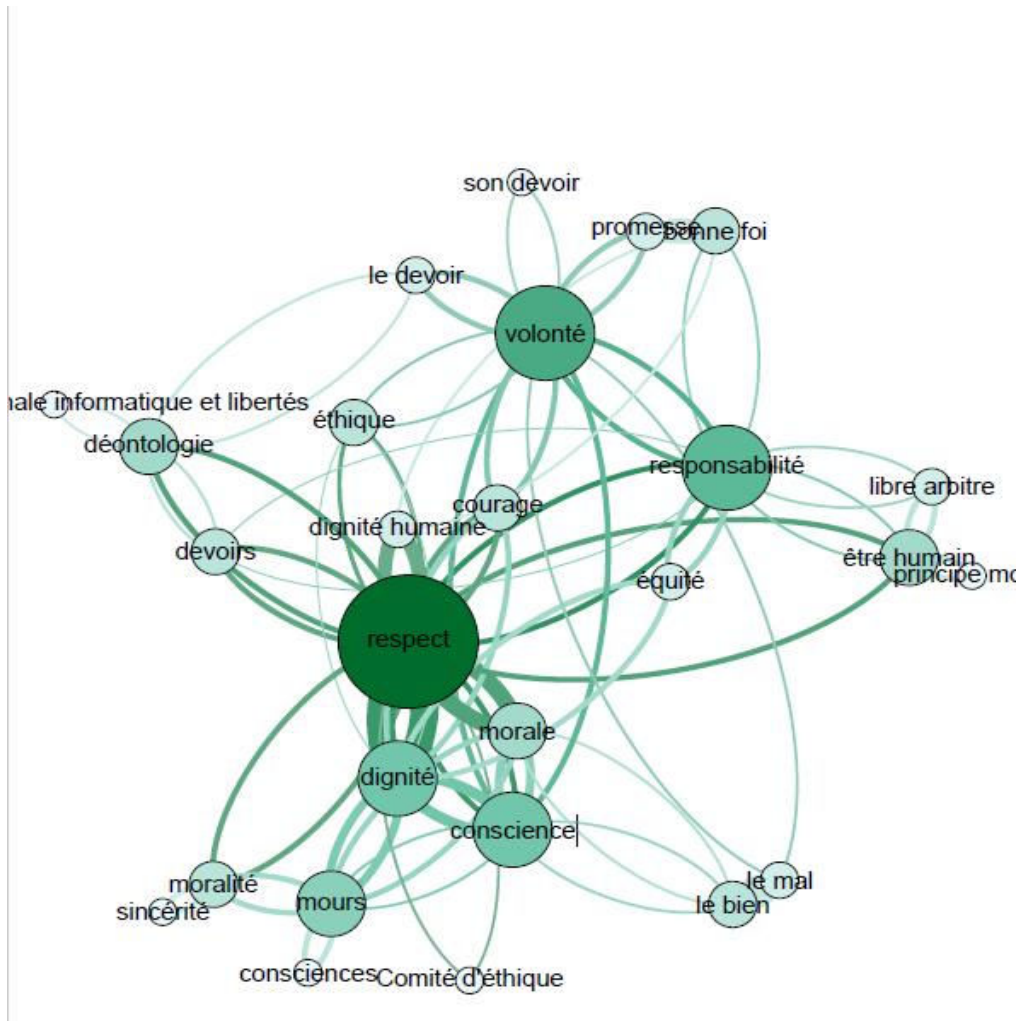 son devoir
promesse
bonne foi
le devoir
volonté
nale informatique et libertés
éthique
déontologie
responsabilité
libre arbitre
courage
dignité humaine
devoirs
être humain
principe mo
équité
respect
morale
dignité
conscience
moralité
le mal
sincérité
mours
le bien
consciences
Comité d'éthique